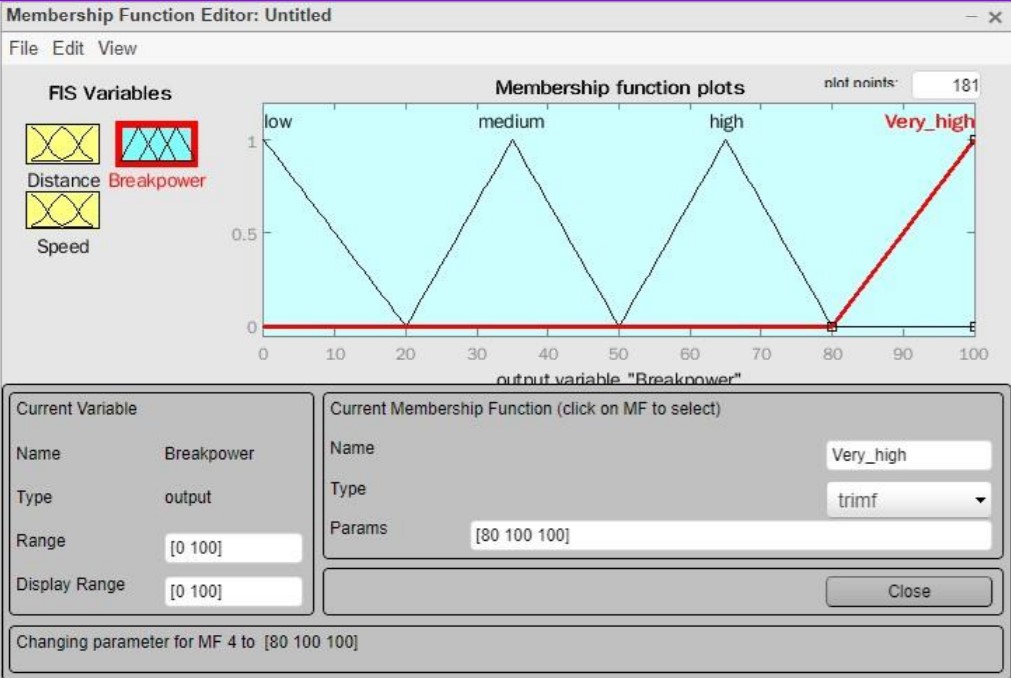 Membership Function Editor: Untitled
File Edit View
FIS Variables
Membership function plots
plot points:
181
Distance
Breakpower
Speed
low
medium
high
Very_high
1
0.5
0
0 10 20 30 40 50 60 70 80 90 100
output variable "Breakpower"
Current Variable
Name Breakpower
Type output
Range [0 100]
Display Range [0 100]
Current Membership Function (click on MF to select)
Name Very_high
Type trimf
Params [80 100 100]
Close
Changing parameter for MF 4 to [80 100 100]